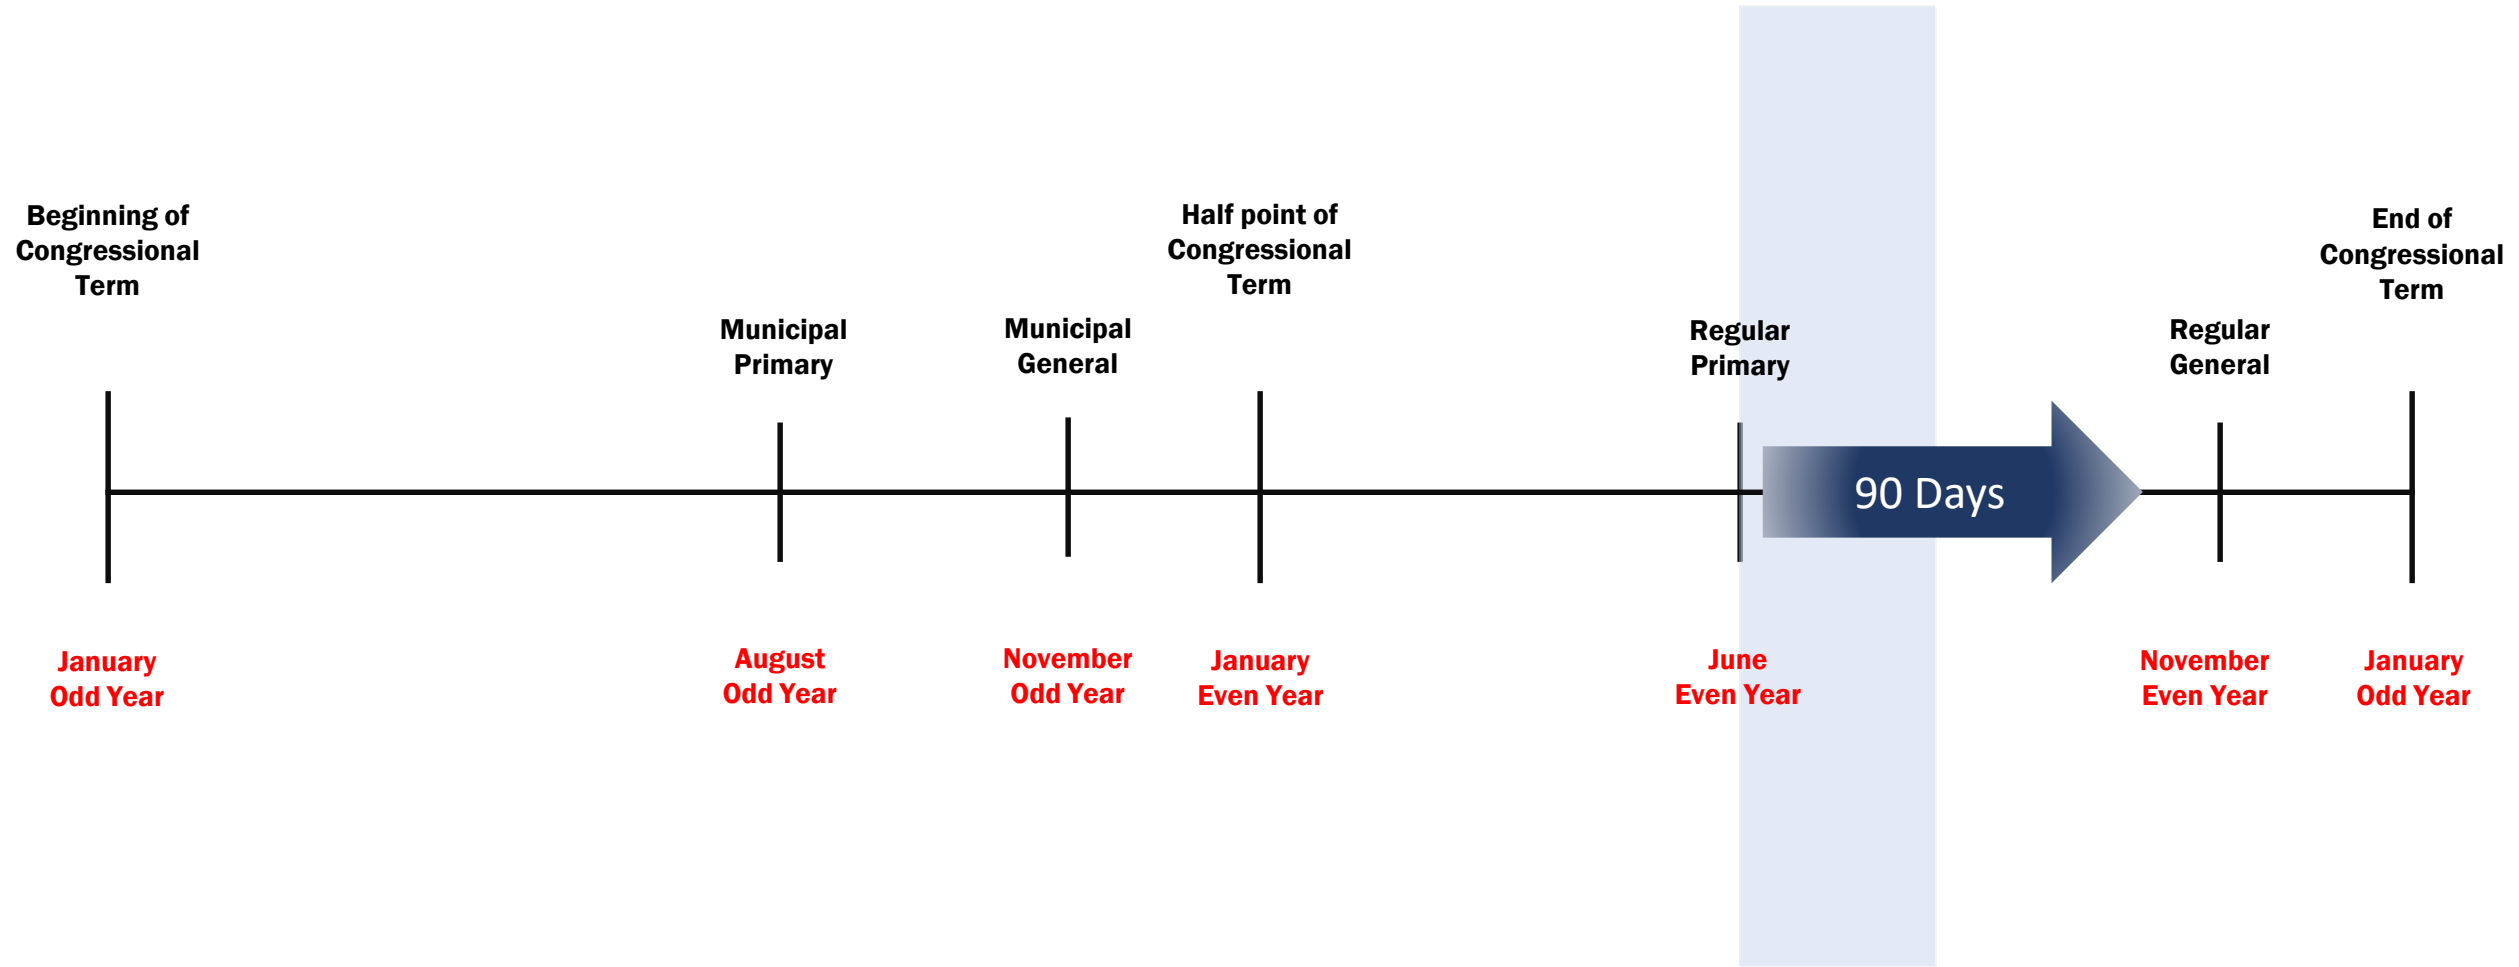 Beginning of
Congressional
Term
Municipal
Primary
Municipal
General
Half point of
Congressional
Term
Regular
Primary
Regular
General
End of
Congressional
Term
90 Days
January
Odd Year
August
Odd Year
November
Odd Year
January
Even Year
June
Even Year
November
Even Year
January
Odd Year